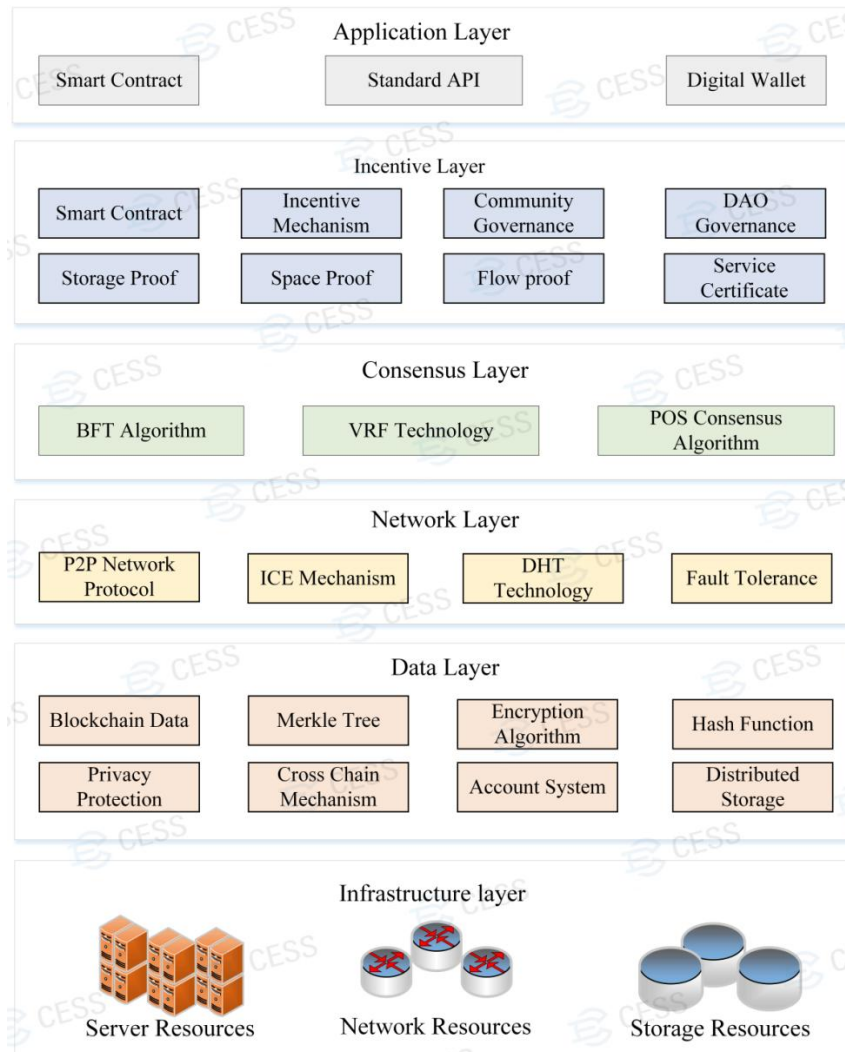 Application Layer
Smart Contract
Standard API
Digital Wallet
Incentive Layer
Smart Contract
Incentive
Mechanism
Community
Governance
DAO
Governance
Storage Proof
Space Proof
Flow proof
Service
Certificate
Consensus Layer
BFT Algorithm
VRF Technology
POS Consensus
Algorithm
Network Layer
P2P Network
Protocol
ICE Mechanism
DHT
Technology
Fault Tolerance
Data Layer
Blockchain Data
Merkle Tree
Encryption
Algorithm
Hash Function
Privacy
Protection
Cross Chain
Mechanism
Account System
Distributed
Storage
Infrastructure layer
Server Resources
Network Resources
Storage Resources
CESS